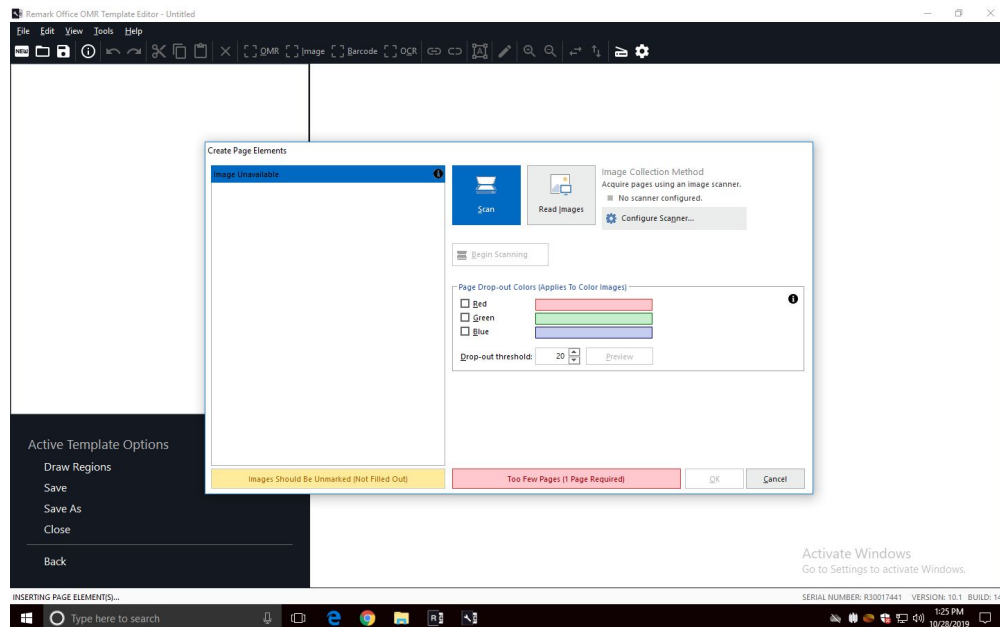 Remark Office OMR Template Editor - Untitled
File Edit View Tools Help
NEW OMR Image Barcode OCR
Create Page Elements
Image Unavailable
Scan
Read Images
Image Collection Method
Acquire pages using an image scanner.
No scanner configured.
Configure Scanner...
Begin Scanning
Page Drop-out Colors (Applies To Color Images)
Red
Green
Blue
Drop-out threshold: 20 Preview
Images Should Be Unmarked (Not Filled Out)
Too Few Pages (1 Page Required)
OK
Cancel
Active Template Options
Draw Regions
Save
Save As
Close
Back
Activate Windows
Go to Settings to activate Windows.
INSERTING PAGE ELEMENT(S)...
SERIAL NUMBER: R30017441 VERSION: 10.1 BUILD: 14
Type here to search
1:25 PM
10/28/2019